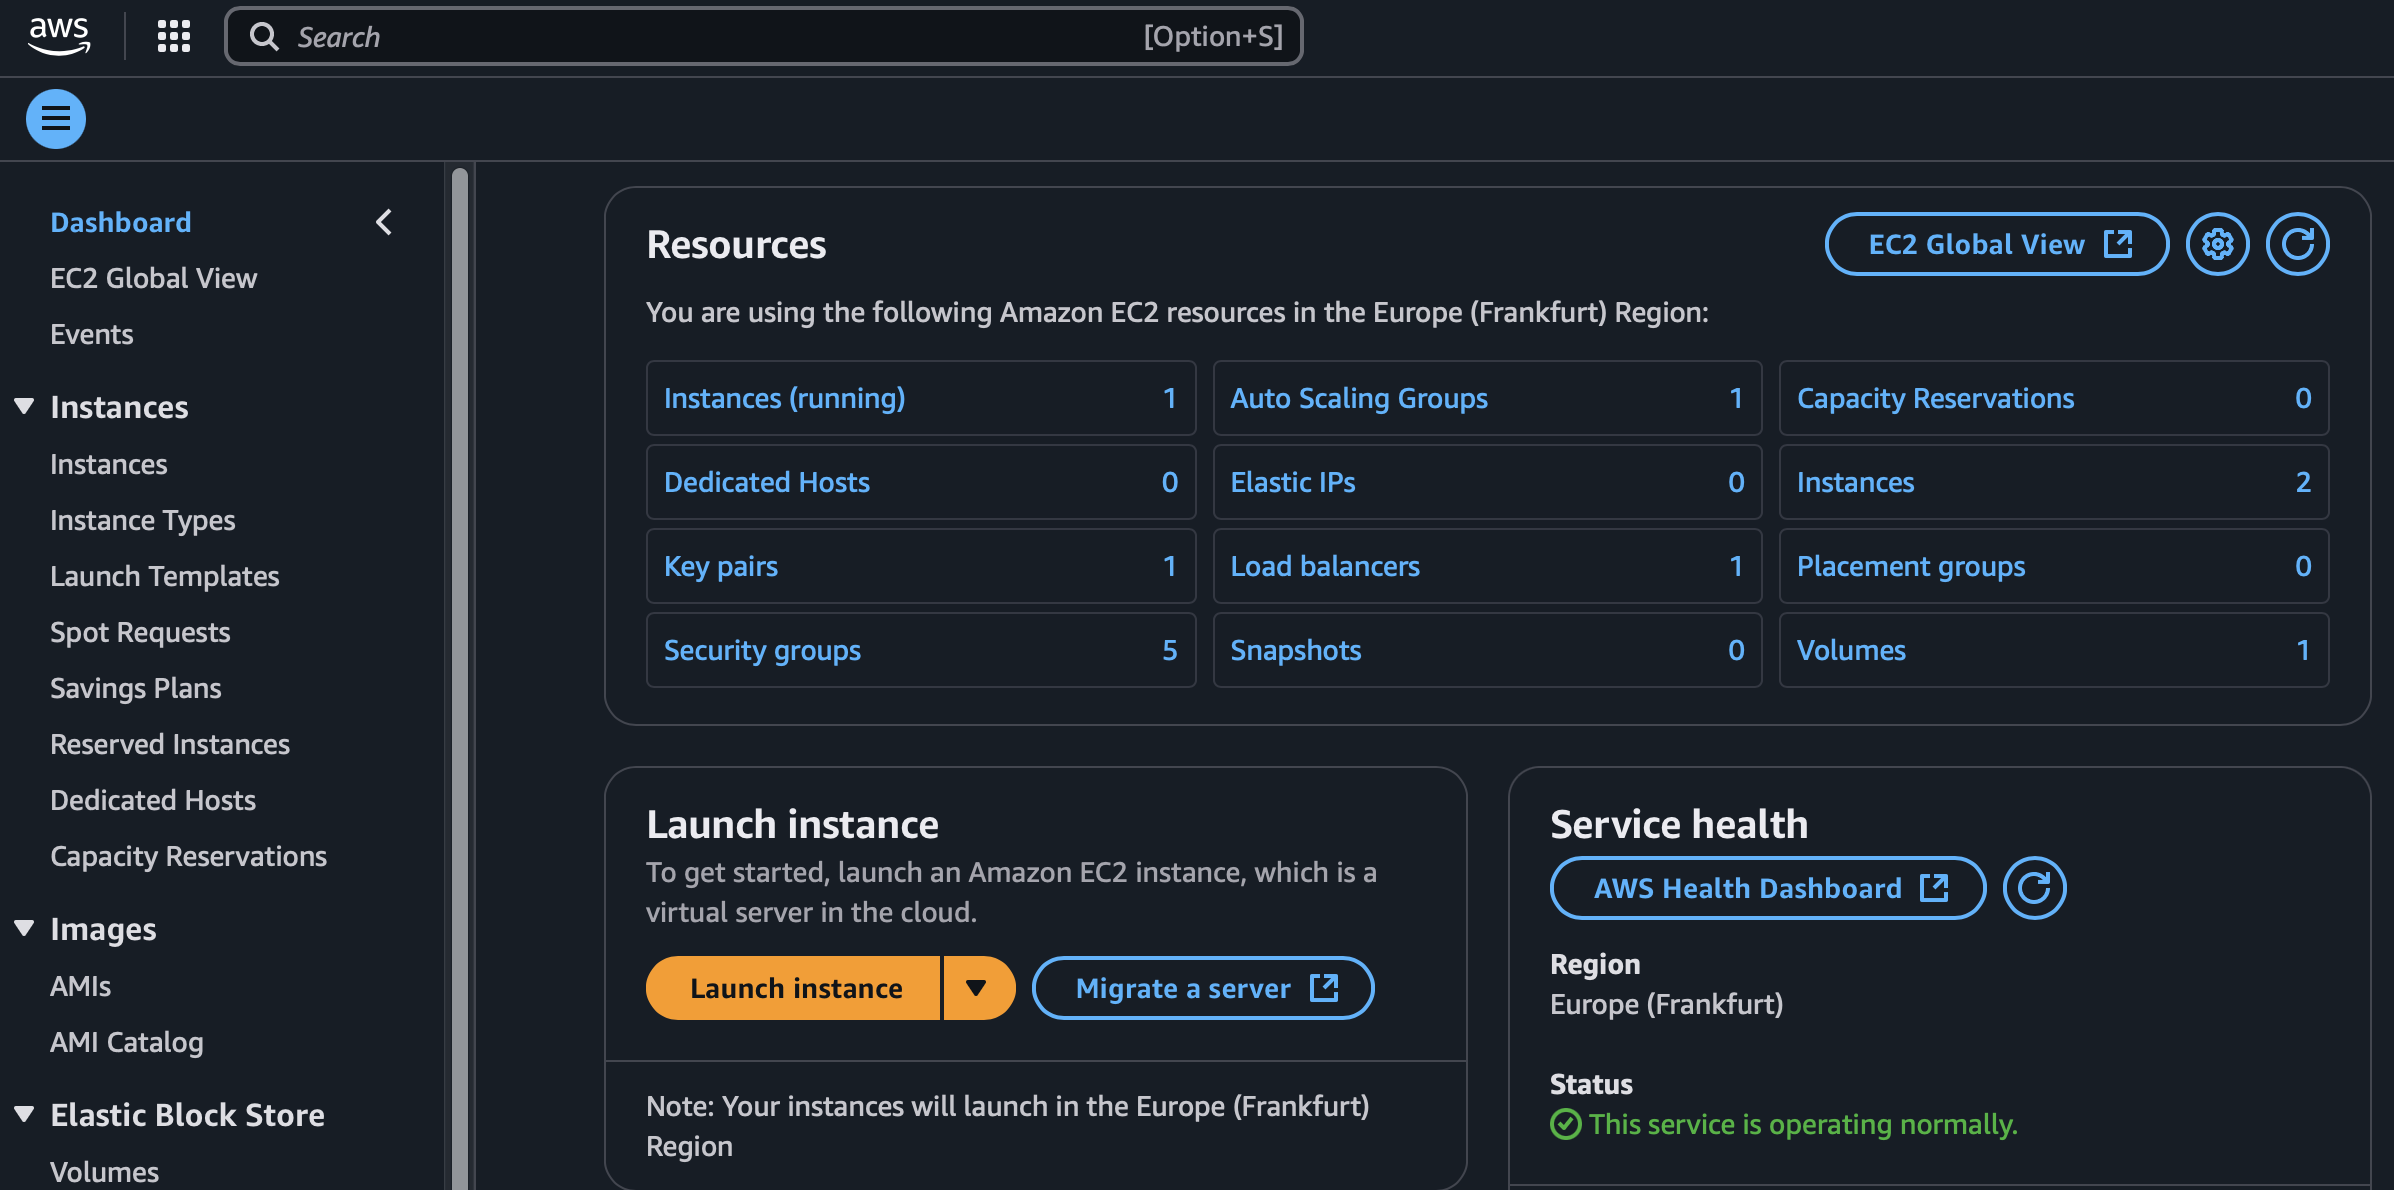 aws
Search [Option+S]
Dashboard
EC2 Global View
Events
Instances
Instances
Instance Types
Launch Templates
Spot Requests
Savings Plans
Reserved Instances
Dedicated Hosts
Capacity Reservations
Images
AMIs
AMI Catalog
Elastic Block Store
Volumes
Resources
EC2 Global View
You are using the following Amazon EC2 resources in the Europe (Frankfurt) Region:
Instances (running) 1
Auto Scaling Groups 1
Capacity Reservations 0
Dedicated Hosts 0
Elastic IPs 0
Instances 2
Key pairs 1
Load balancers 1
Placement groups 0
Security groups 5
Snapshots 0
Volumes 1
Launch instance
To get started, launch an Amazon EC2 instance, which is a
virtual server in the cloud.
Launch instance
Migrate a server
Note: Your instances will launch in the Europe (Frankfurt)
Region
Service health
AWS Health Dashboard
Region
Europe (Frankfurt)
Status
This service is operating normally.